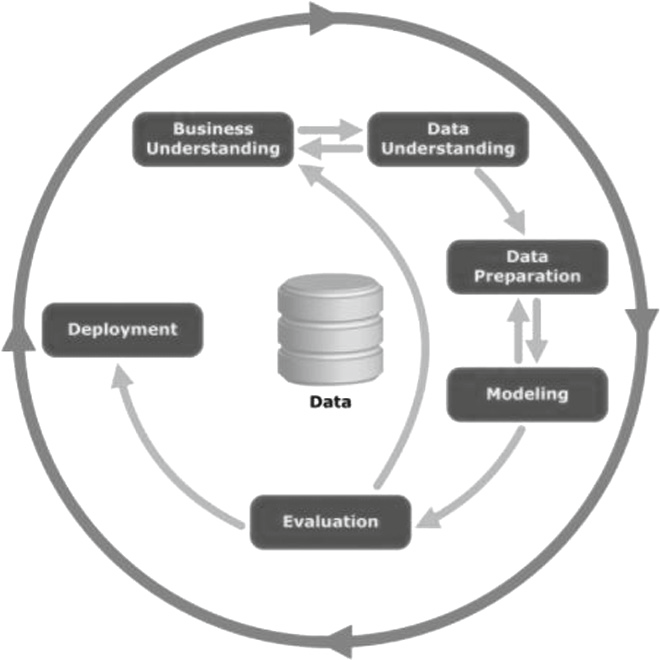 Business
Understanding
Data
Understanding
Data
Preparation
Deployment
Data
Modeling
Evaluation